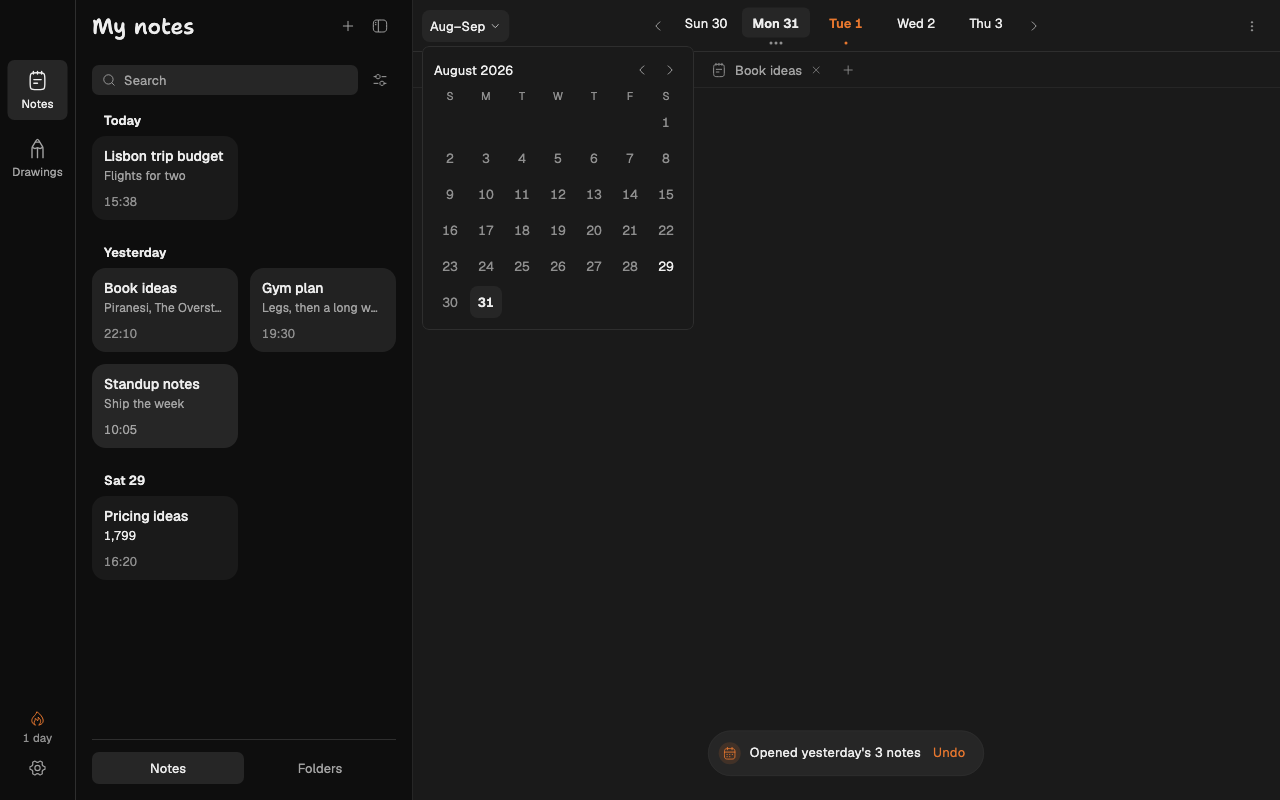 My notes
Search
Notes
Drawings
Today
Lisbon trip budget
Flights for two
15:38
Yesterday
Book ideas
Piranesi, The Overst...
22:10
Gym plan
Legs, then a long w...
19:30
Standup notes
Ship the week
10:05
Sat 29
Pricing ideas
1,799
16:20
1 day
Notes Folders
Aug–Sep
Sun 30 Mon 31 Tue 1 Wed 2 Thu 3
Book ideas
August 2026
S M T W T F S
1
2 3 4 5 6 7 8
9 10 11 12 13 14 15
16 17 18 19 20 21 22
23 24 25 26 27 28 29
30 31
Opened yesterday's 3 notes Undo